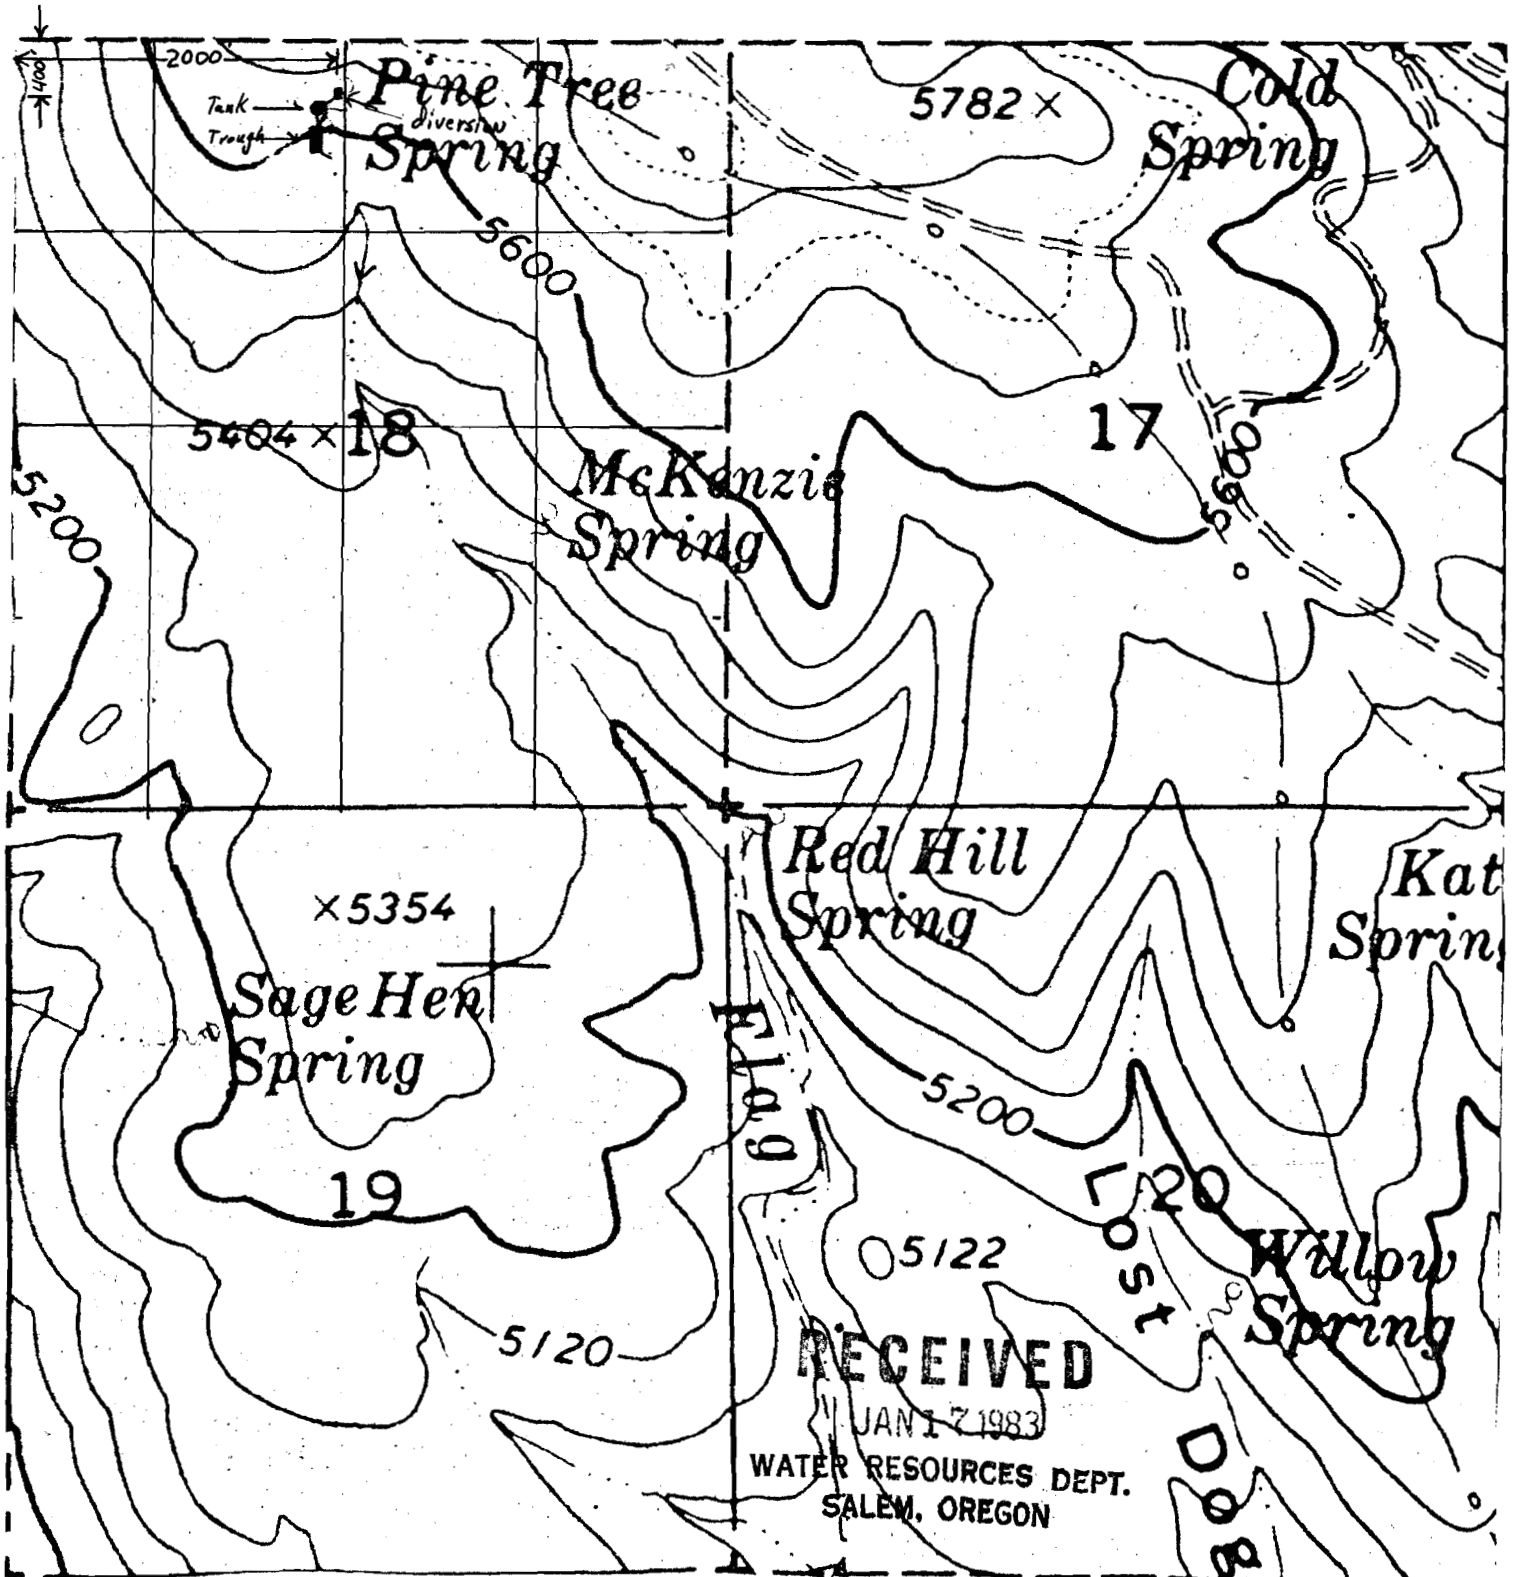 2000
400
Tank
Trough
diversion
Pine Tree
Spring
5782
Cold
Spring
5600
5404
18
17
5600
McKenzie
Spring
5200
Red Hill
Spring
Kat
Spring
5354
Sage Hen
Spring
Flag
5200
19
20
Lost
Dog
5122
Willow
Spring
5120
RECEIVED
JAN 17 1983
WATER RESOURCES DEPT.
SALEM, OREGON